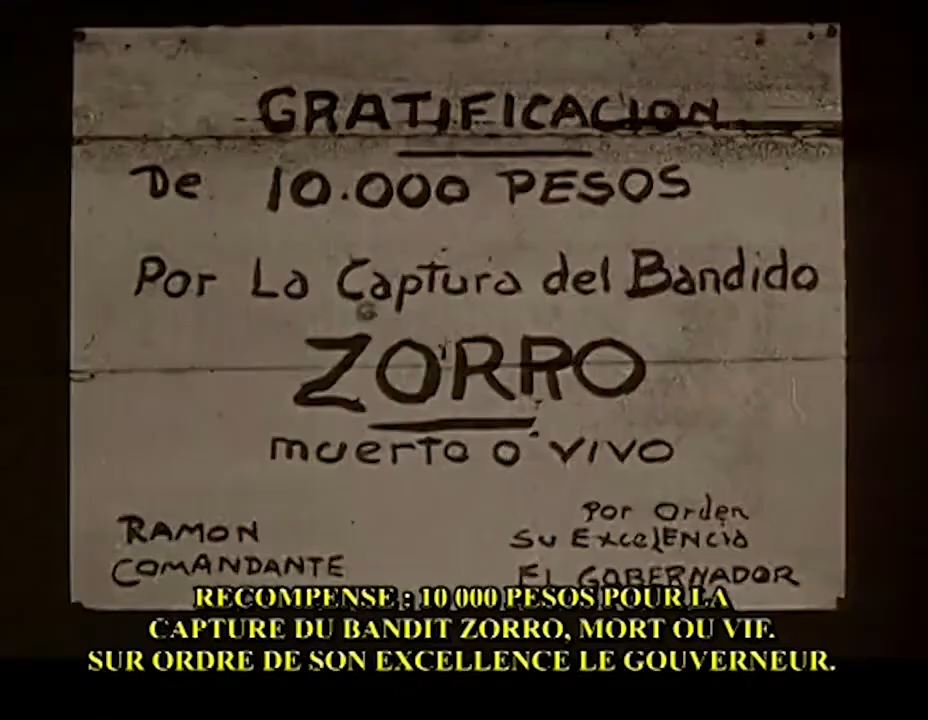 GRATIFICACION
De 10.000 PESOS
Por La Captura del Bandido
ZORRO
muerto o vivo
RAMON
COMANDANTE
Por Orden
Su ExcelENCia
EL GOBERNADOR
RECOMPENSE : 10 000 PESOS POUR LA
CAPTURE DU BANDIT ZORRO, MORT OU VIF.
SUR ORDRE DE SON EXCELLENCE LE GOUVERNEUR.